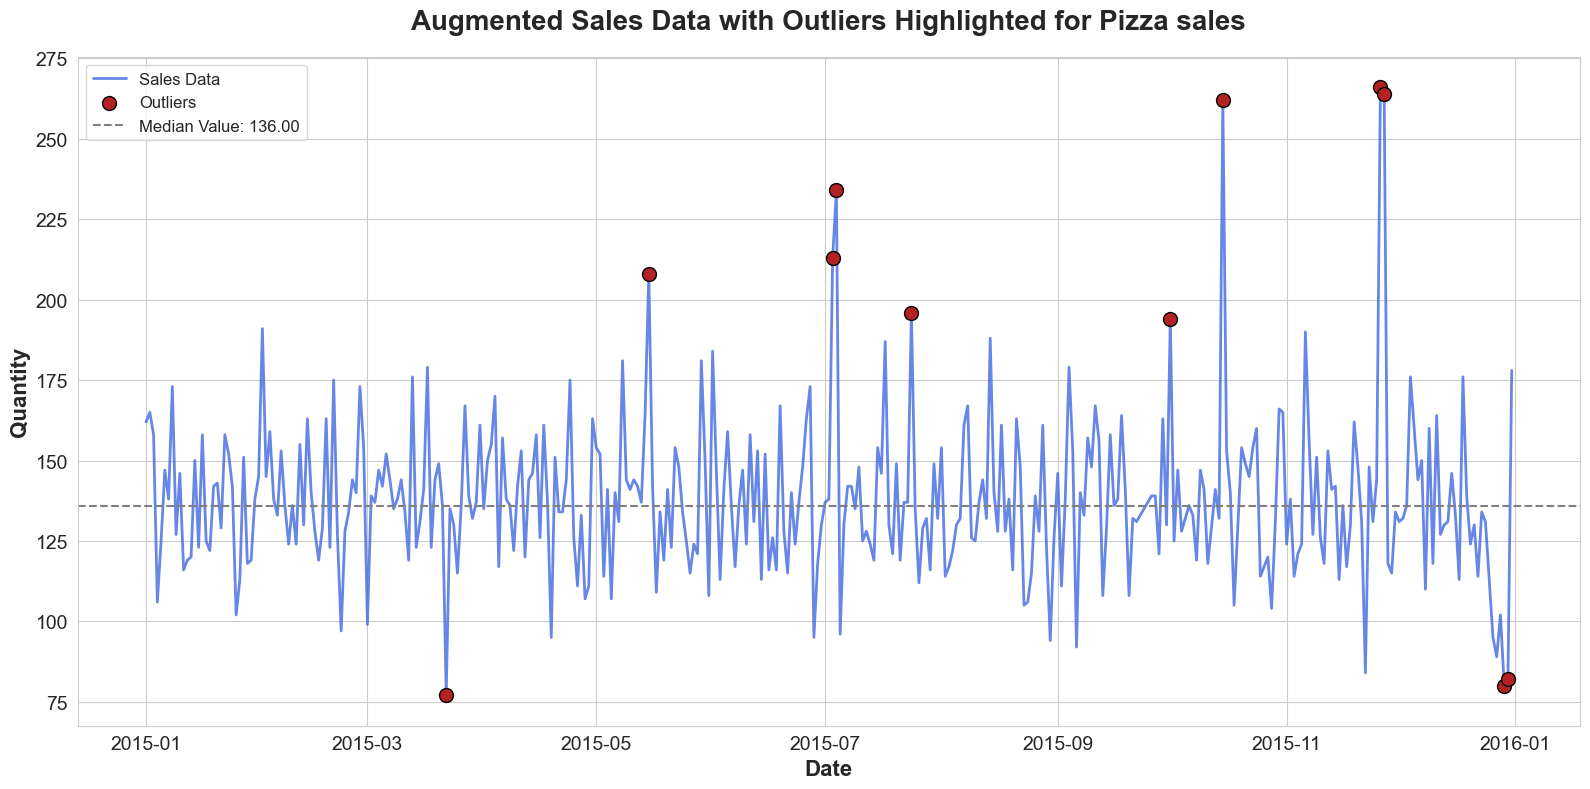 Augmented Sales Data with Outliers Highlighted for Pizza sales
Sales Data
Outliers
Median Value: 136.00
Quantity
275
250
225
200
175
150
125
100
75
2015-01 2015-03 2015-05 2015-07 2015-09 2015-11 2016-01
Date